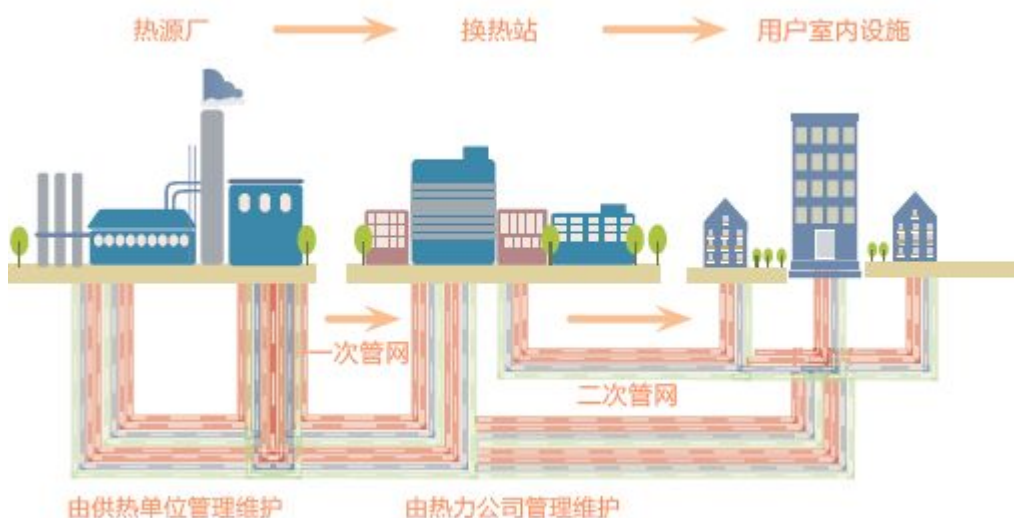 热源厂
换热站
用户室内设施
一次管网
二次管网
由供热单位管理维护
由热力公司管理维护